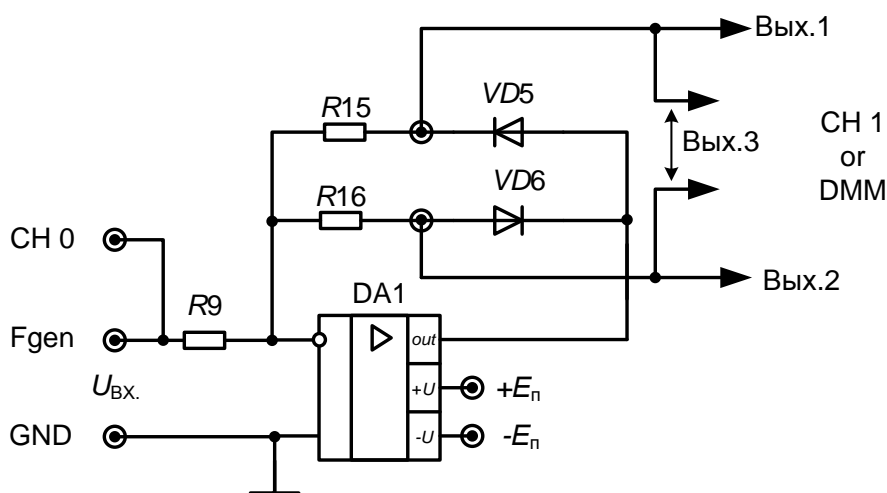 Вых.1
R15
VD5
CH 1
or
DMM
Вых.3
R16
VD6
CH 0
Вых.2
DA1
R9
Fgen
out
+U
+Eп
UВХ.
-U
-Eп
GND